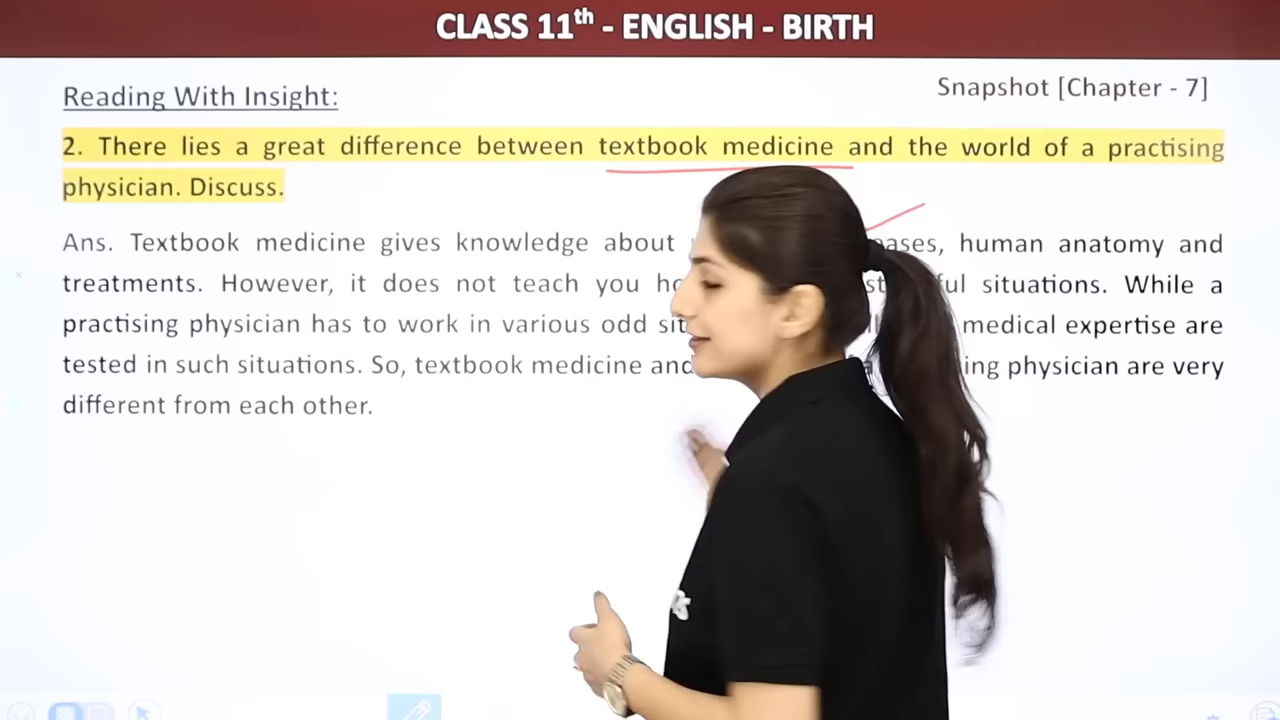 CLASS 11th - ENGLISH - BIRTH
Reading With Insight:
Snapshot [Chapter - 7]
2. There lies a great difference between textbook medicine and the world of a practising
physician. Discuss.
Ans. Textbook medicine gives knowledge about human anatomy and
treatments. However, it does not teach you situations. While a
practising physician has to work in various odd medical expertise are
tested in such situations. So, textbook medicine and physician are very
different from each other.